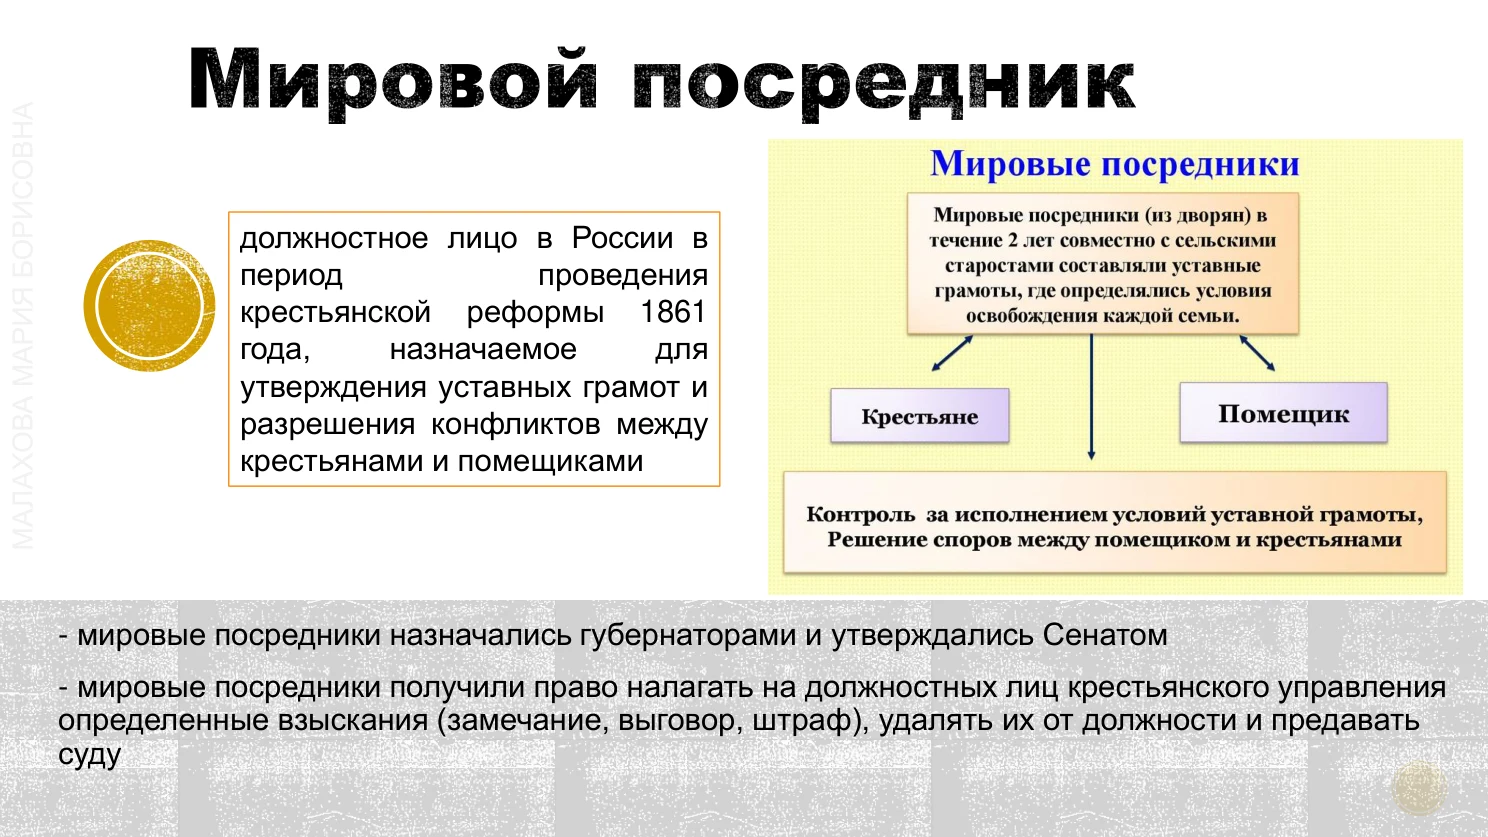 Мировой посредник
МАЛАХОВА МАРИЯ БОРИСОВНА
должностное лицо в России в
период проведения
крестьянской реформы 1861
года, назначаемое для
утверждения уставных грамот и
разрешения конфликтов между
крестьянами и помещиками
Мировые посредники
Мировые посредники (из дворян) в
течение 2 лет совместно с сельскими
старостами составляли уставные
грамоты, где определялись условия
освобождения каждой семьи.
Крестьяне
Помещик
Контроль за исполнением условий уставной грамоты,
Решение споров между помещиком и крестьянами
- мировые посредники назначались губернаторами и утверждались Сенатом
- мировые посредники получили право налагать на должностных лиц крестьянского управления
определенные взыскания (замечание, выговор, штраф), удалять их от должности и предавать
суду